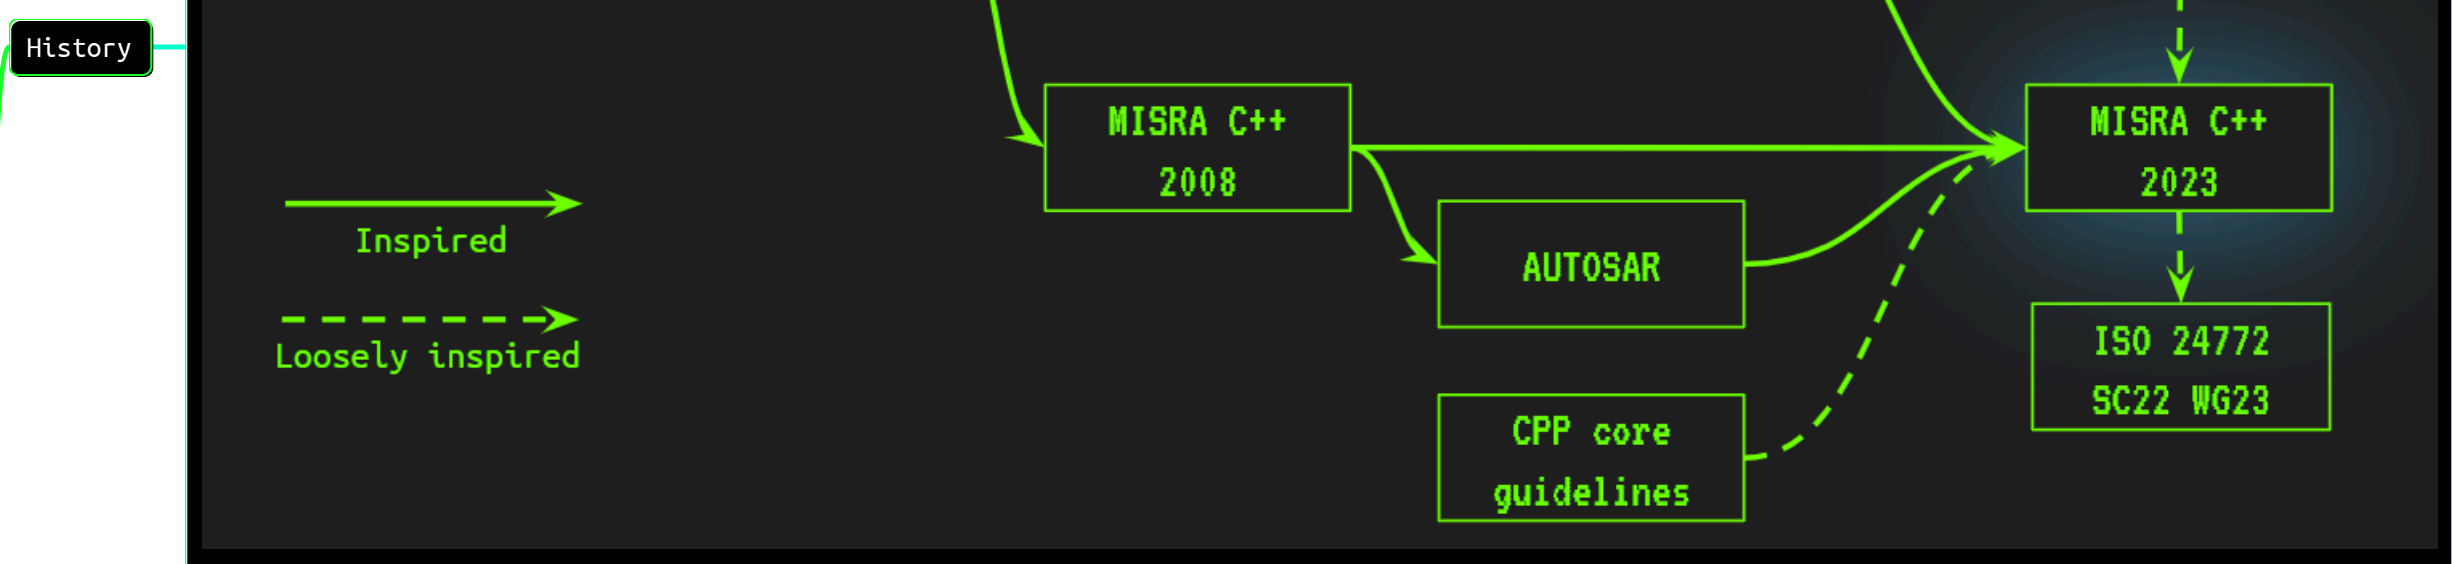 History
MISRA C++
2008
MISRA C++
2023
Inspired
AUTOSAR
Loosely inspired
ISO 24772
SC22 WG23
CPP core
guidelines